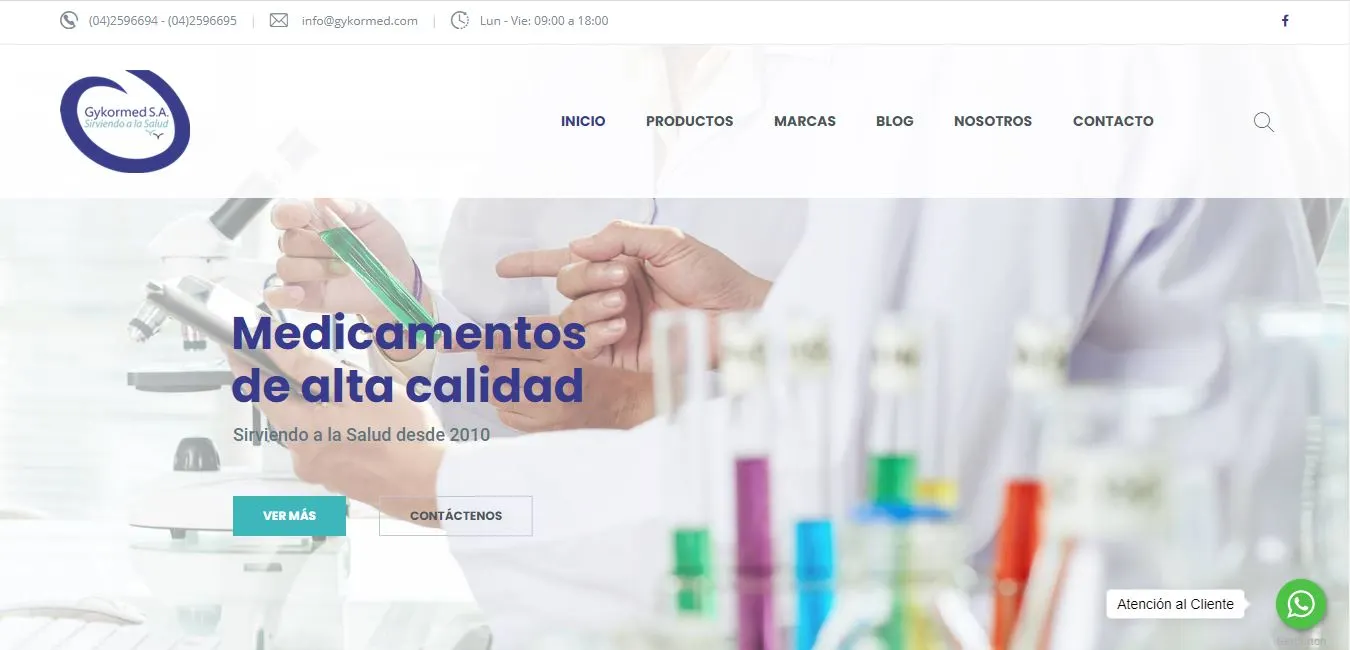 (04)2596694 - (04)2596695
info@gykormed.com
Lun - Vie: 09:00 a 18:00
Gykormed S.A.
Sirviendo a la Salud
INICIO
PRODUCTOS
MARCAS
BLOG
NOSOTROS
CONTACTO
Medicamentos
de alta calidad
Sirviendo a la Salud desde 2010
VER MÁS
CONTÁCTENOS
Atención al Cliente